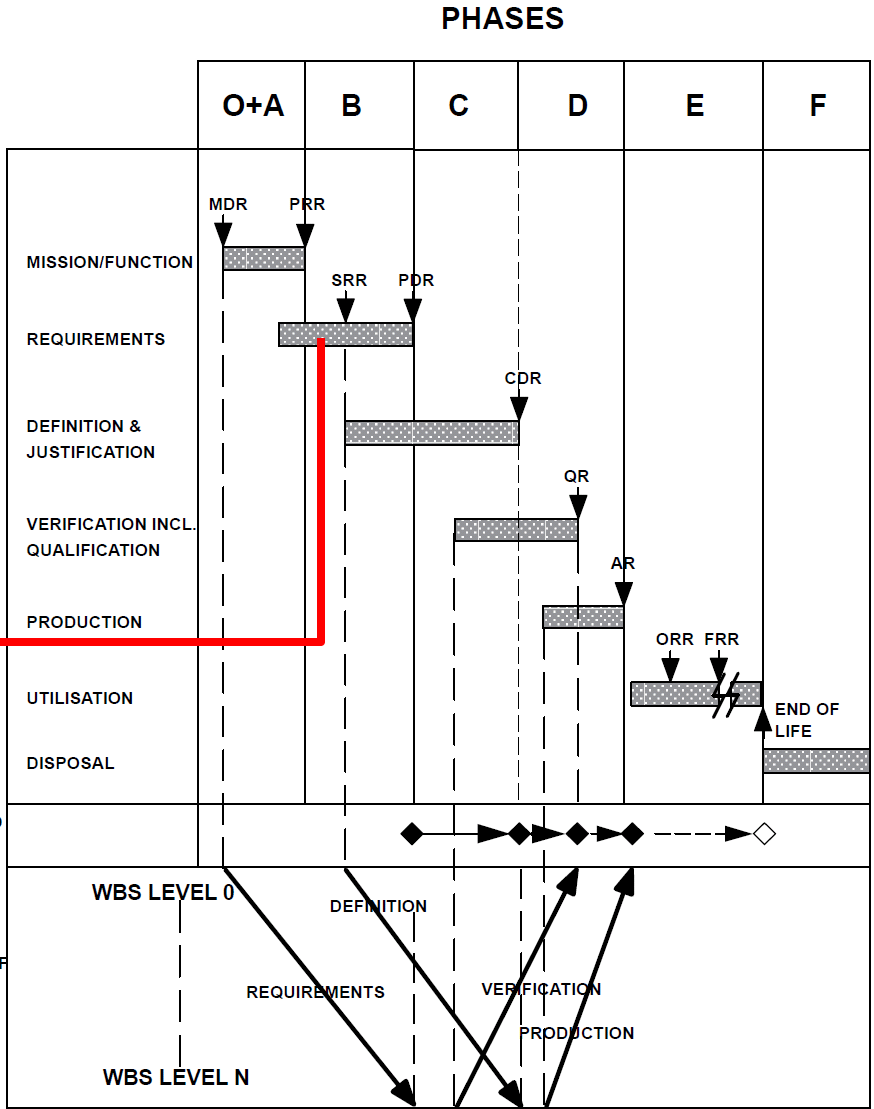 PHASES
O+A B C D E F
MDR PRR
MISSION/FUNCTION
SRR PDR
REQUIREMENTS
CDR
DEFINITION &
JUSTIFICATION
QR
VERIFICATION INCL.
QUALIFICATION
AR
PRODUCTION
ORR FRR
UTILISATION
END OF
LIFE
DISPOSAL
WBS LEVEL 0
DEFINITION
F
REQUIREMENTS
VERIFICATION
PRODUCTION
WBS LEVEL N